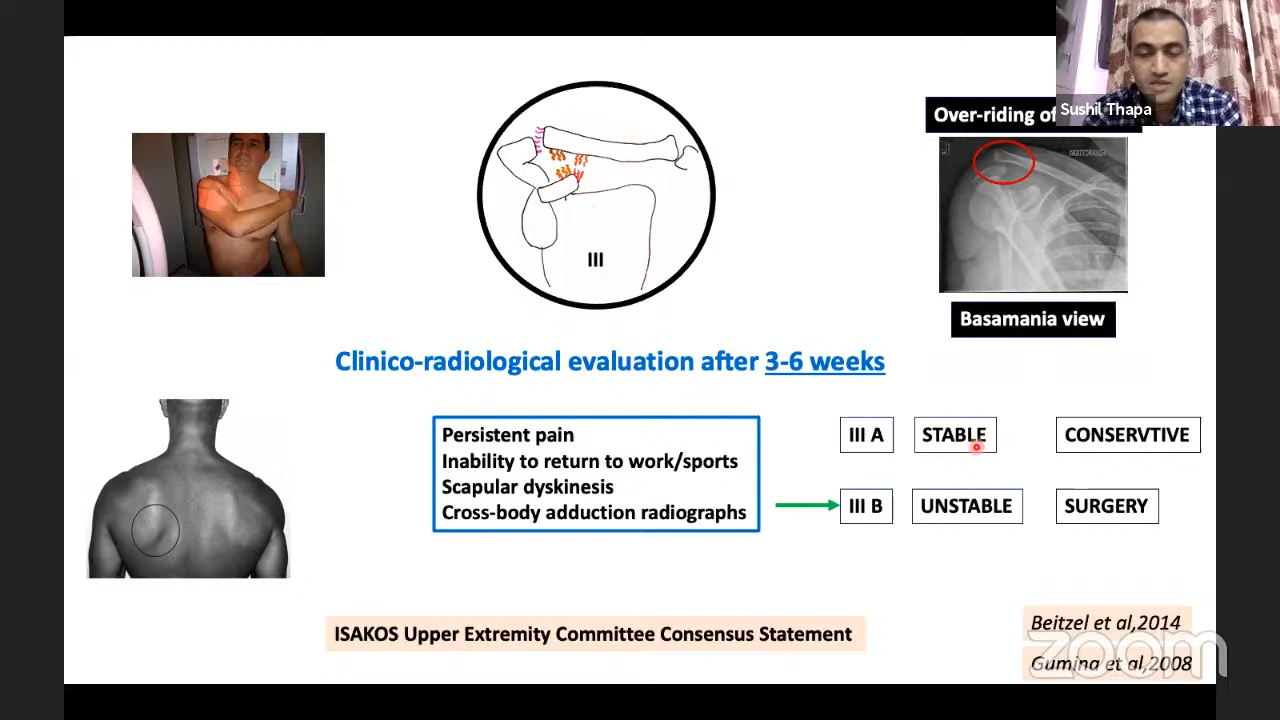 Sushil Thapa
Over-riding of
III
Basamania view
Clinico-radiological evaluation after 3-6 weeks
Persistent pain
Inability to return to work/sports
Scapular dyskinesis
Cross-body adduction radiographs
III A
STABLE
CONSERVTIVE
III B
UNSTABLE
SURGERY
ISAKOS Upper Extremity Committee Consensus Statement
Beitzel et al,2014
zoom
Gumina et al,2008